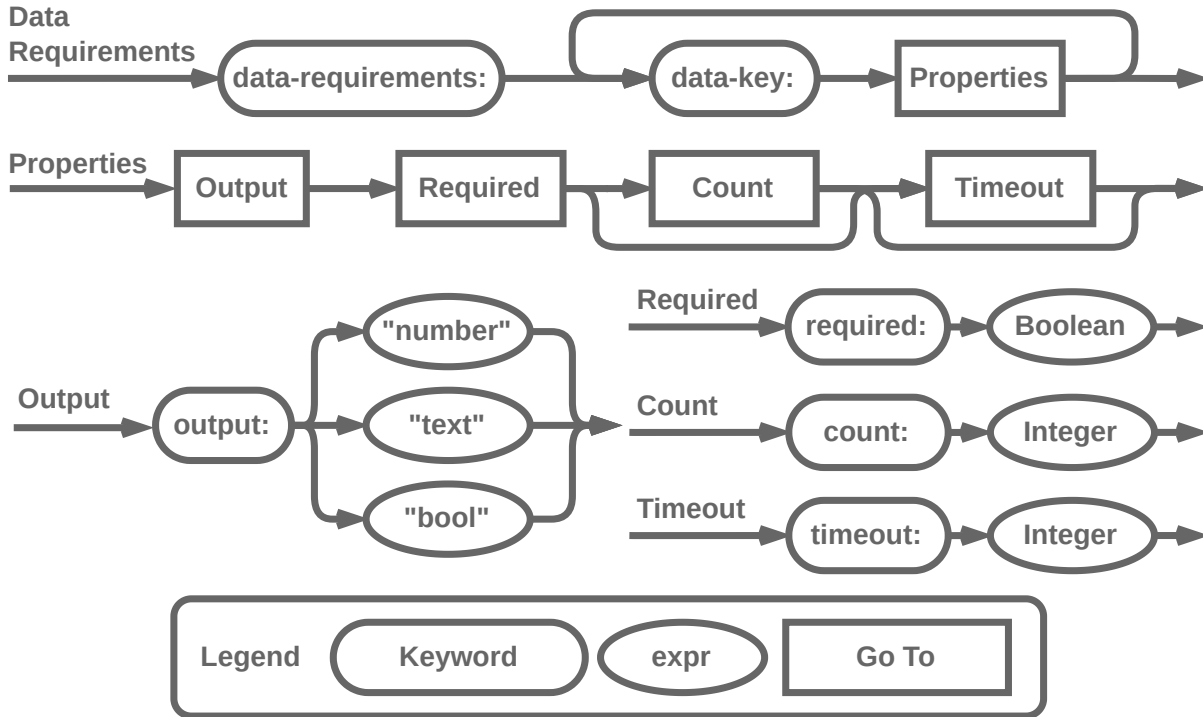 Data
Requirements
data-requirements:
data-key:
Properties
Properties
Output
Required
Count
Timeout
Output
output:
"number"
"text"
"bool"
Required
required:
Boolean
Count
count:
Integer
Timeout
timeout:
Integer
Legend
Keyword
expr
Go To